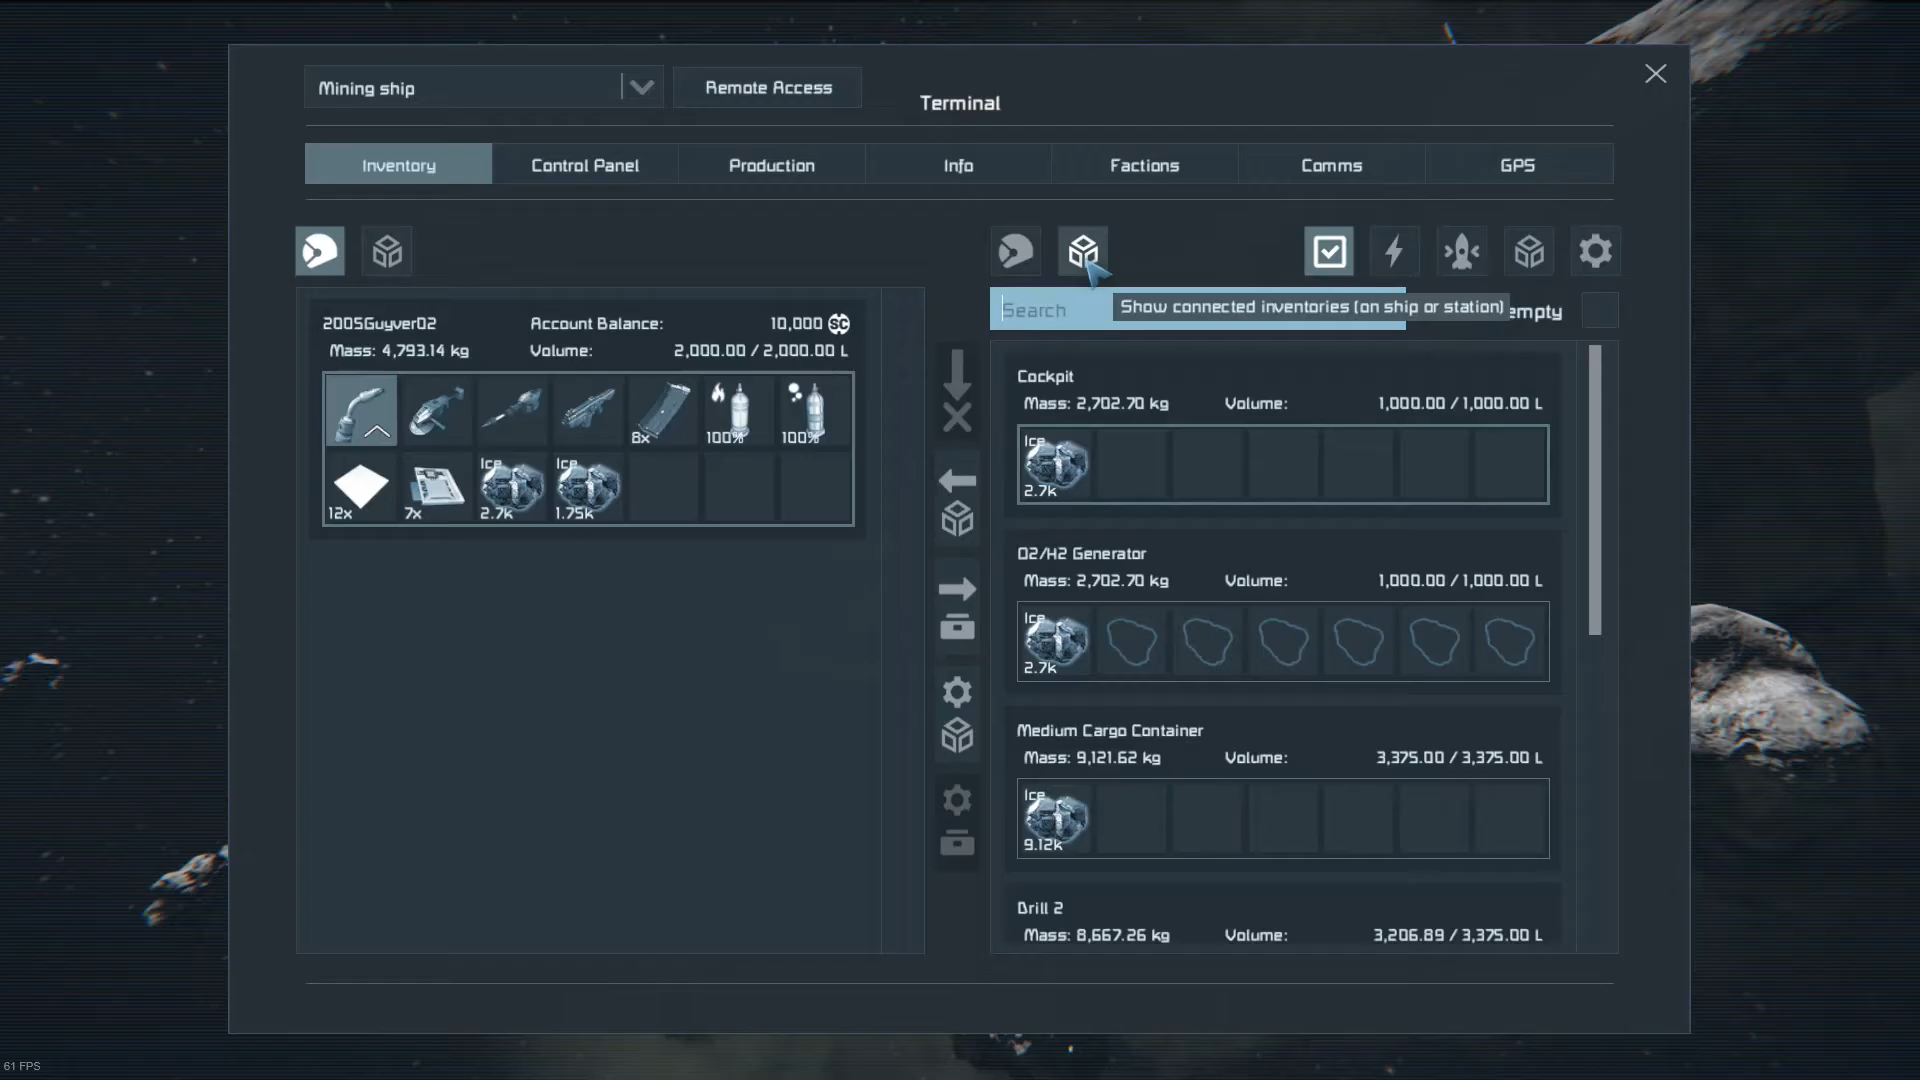 Mining ship
Remote Access
Terminal
Inventory
Control Panel
Production
Info
Factions
Comms
GPS
Search
Show connected inventories (on ship or station)
empty
2005Guyver02
Account Balance:
10,000 SC
Mass: 4,793.14 kg
Volume:
2,000.00 / 2,000.00 L
8x
100%
100%
12x
7x
Ice
2.7k
Ice
1.75k
Cockpit
Mass: 2,702.70 kg
Volume:
1,000.00 / 1,000.00 L
Ice
2.7k
O2/H2 Generator
Mass: 2,702.70 kg
Volume:
1,000.00 / 1,000.00 L
Ice
2.7k
Medium Cargo Container
Mass: 9,121.62 kg
Volume:
3,375.00 / 3,375.00 L
Ice
9.12k
Drill 2
Mass: 8,667.26 kg
Volume:
3,206.89 / 3,375.00 L
61 FPS